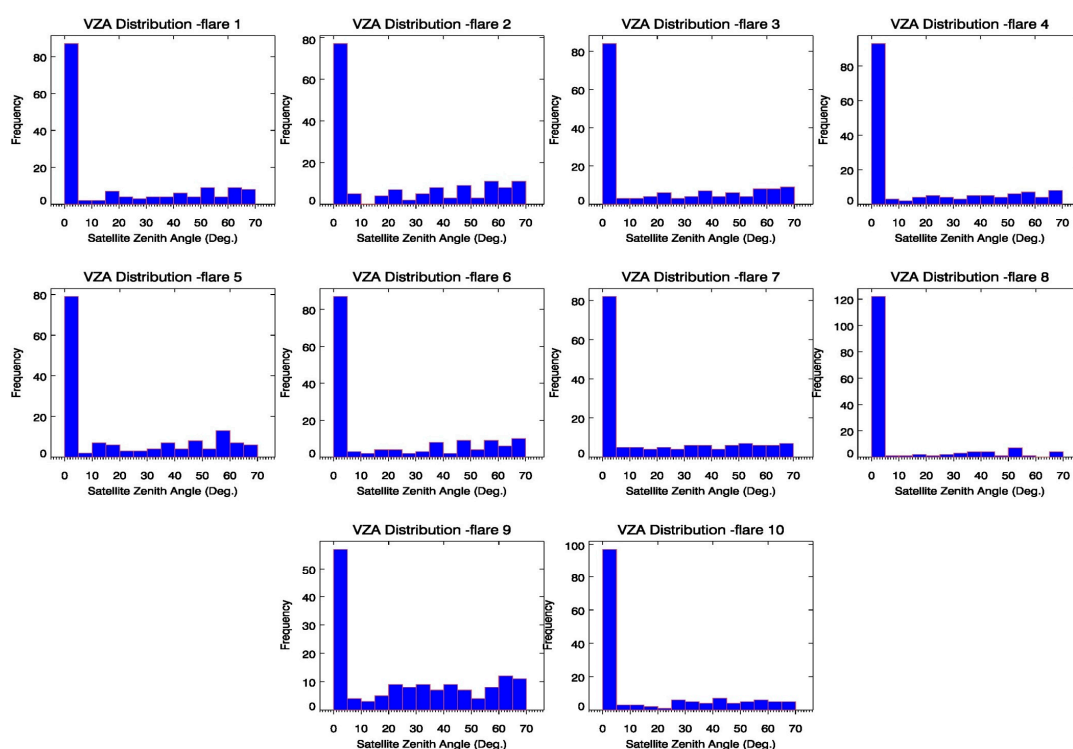 VZA Distribution -flare 1
80
60
40
20
0
Frequency
0 10 20 30 40 50 60 70
Satellite Zenith Angle (Deg.)
VZA Distribution -flare 2
80
60
40
20
0
Frequency
0 10 20 30 40 50 60 70
Satellite Zenith Angle (Deg.)
VZA Distribution -flare 3
80
60
40
20
0
Frequency
0 10 20 30 40 50 60 70
Satellite Zenith Angle (Deg.)
VZA Distribution -flare 4
80
60
40
20
0
Frequency
0 10 20 30 40 50 60 70
Satellite Zenith Angle (Deg.)
VZA Distribution -flare 5
80
60
40
20
0
Frequency
0 10 20 30 40 50 60 70
Satellite Zenith Angle (Deg.)
VZA Distribution -flare 6
80
60
40
20
0
Frequency
0 10 20 30 40 50 60 70
Satellite Zenith Angle (Deg.)
VZA Distribution -flare 7
80
60
40
20
0
Frequency
0 10 20 30 40 50 60 70
Satellite Zenith Angle (Deg.)
VZA Distribution -flare 8
120
100
80
60
40
20
0
Frequency
0 10 20 30 40 50 60 70
Satellite Zenith Angle (Deg.)
VZA Distribution -flare 9
50
40
30
20
10
0
Frequency
0 10 20 30 40 50 60 70
Satellite Zenith Angle (Deg.)
VZA Distribution -flare 10
100
80
60
40
20
0
Frequency
0 10 20 30 40 50 60 70
Satellite Zenith Angle (Deg.)